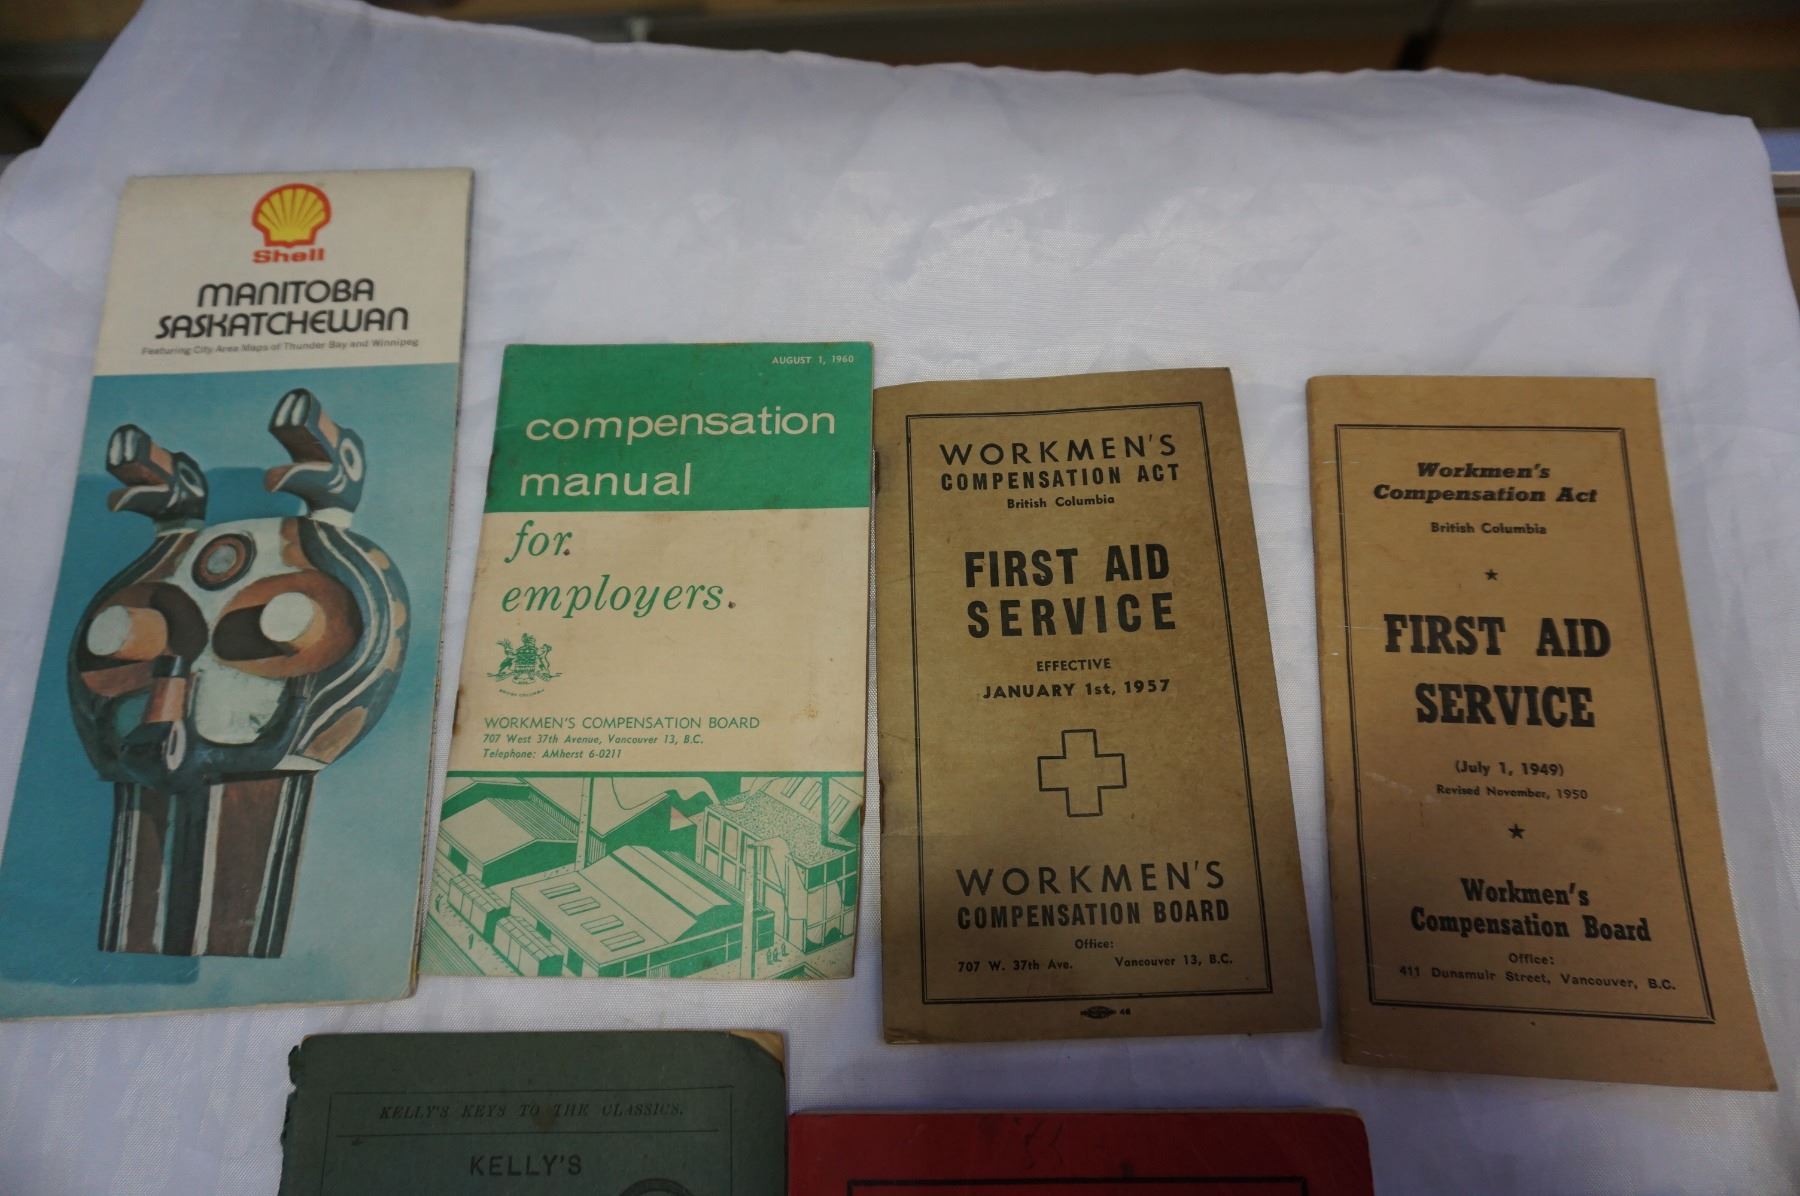 Shell
MANITOBA
SASKATCHEWAN
Featuring City Area Maps of Thunder Bay and Winnipeg
AUGUST 1, 1960
compensation
manual
for
employers.
BRITISH COLUMBIA
WORKMEN'S COMPENSATION BOARD
707 West 37th Avenue, Vancouver 13, B.C.
Telephone: AMherst 6-0211
WORKMEN'S
COMPENSATION ACT
British Columbia
FIRST AID
SERVICE
EFFECTIVE
JANUARY 1st, 1957
WORKMEN'S
COMPENSATION BOARD
Office:
707 W. 37th Ave. Vancouver 13, B.C.
Workmen's
Compensation Act
British Columbia
FIRST AID
SERVICE
(July 1, 1949)
Revised November, 1950
Workmen's
Compensation Board
Office:
411 Dunsmuir Street, Vancouver, B.C.
KELLY'S KEYS TO THE CLASSICS.
KELLY'S